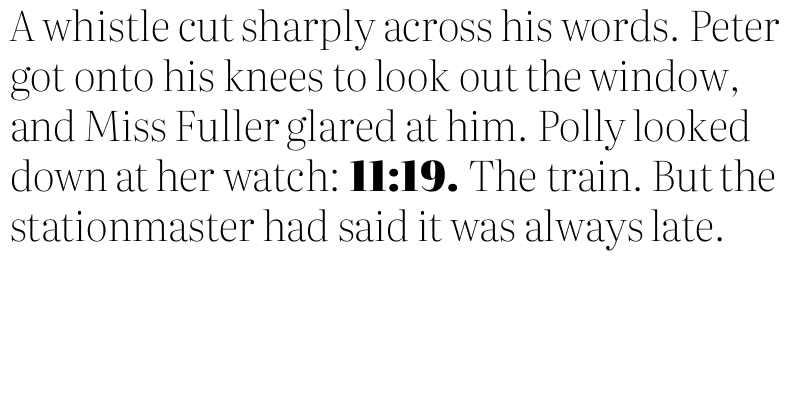 A whistle cut sharply across his words. Peter
got onto his knees to look out the window,
and Miss Fuller glared at him. Polly looked
down at her watch: 11:19. The train. But the
stationmaster had said it was always late.